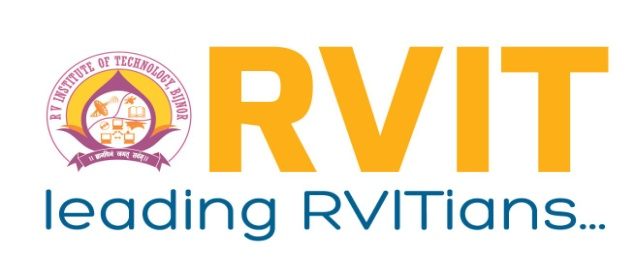 R V INSTITUTE OF TECHNOLOGY, BIJNOR
RVIT
leading RVITians...